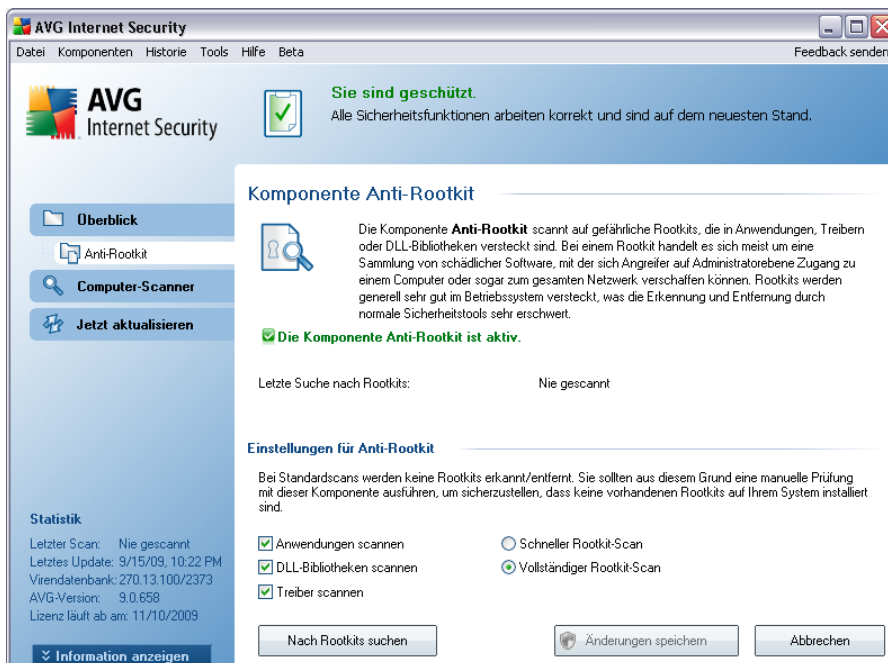 AVG Internet Security
Datei Komponenten Historie Tools Hilfe Beta Feedback senden
AVG
Internet Security
Sie sind geschützt.
Alle Sicherheitsfunktionen arbeiten korrekt und sind auf dem neuesten Stand.
Überblick
Anti-Rootkit
Computer-Scanner
Jetzt aktualisieren
Komponente Anti-Rootkit
Die Komponente Anti-Rootkit scannt auf gefährliche Rootkits, die in Anwendungen, Treibern
oder DLL-Bibliotheken versteckt sind. Bei einem Rootkit handelt es sich meist um eine
Sammlung von schädlicher Software, mit der sich Angreifer auf Administratorebene Zugang zu
einem Computer oder sogar zum gesamten Netzwerk verschaffen können. Rootkits werden
generell sehr gut im Betriebssystem versteckt, was die Erkennung und Entfernung durch
normale Sicherheitstools sehr erschwert.
Die Komponente Anti-Rootkit ist aktiv.
Letzte Suche nach Rootkits: Nie gescannt
Einstellungen für Anti-Rootkit
Bei Standardscans werden keine Rootkits erkannt/entfernt. Sie sollten aus diesem Grund eine manuelle Prüfung
mit dieser Komponente ausführen, um sicherzustellen, dass keine vorhandenen Rootkits auf Ihrem System installiert
sind.
Anwendungen scannen
Schneller Rootkit-Scan
DLL-Bibliotheken scannen
Vollständiger Rootkit-Scan
Treiber scannen
Nach Rootkits suchen
Änderungen speichern
Abbrechen
Statistik
Letzter Scan: Nie gescannt
Letztes Update: 9/15/09, 10:22 PM
Virendatenbank: 270.13.100/2373
AVG-Version: 9.0.658
Lizenz läuft ab am: 11/10/2009
Information anzeigen